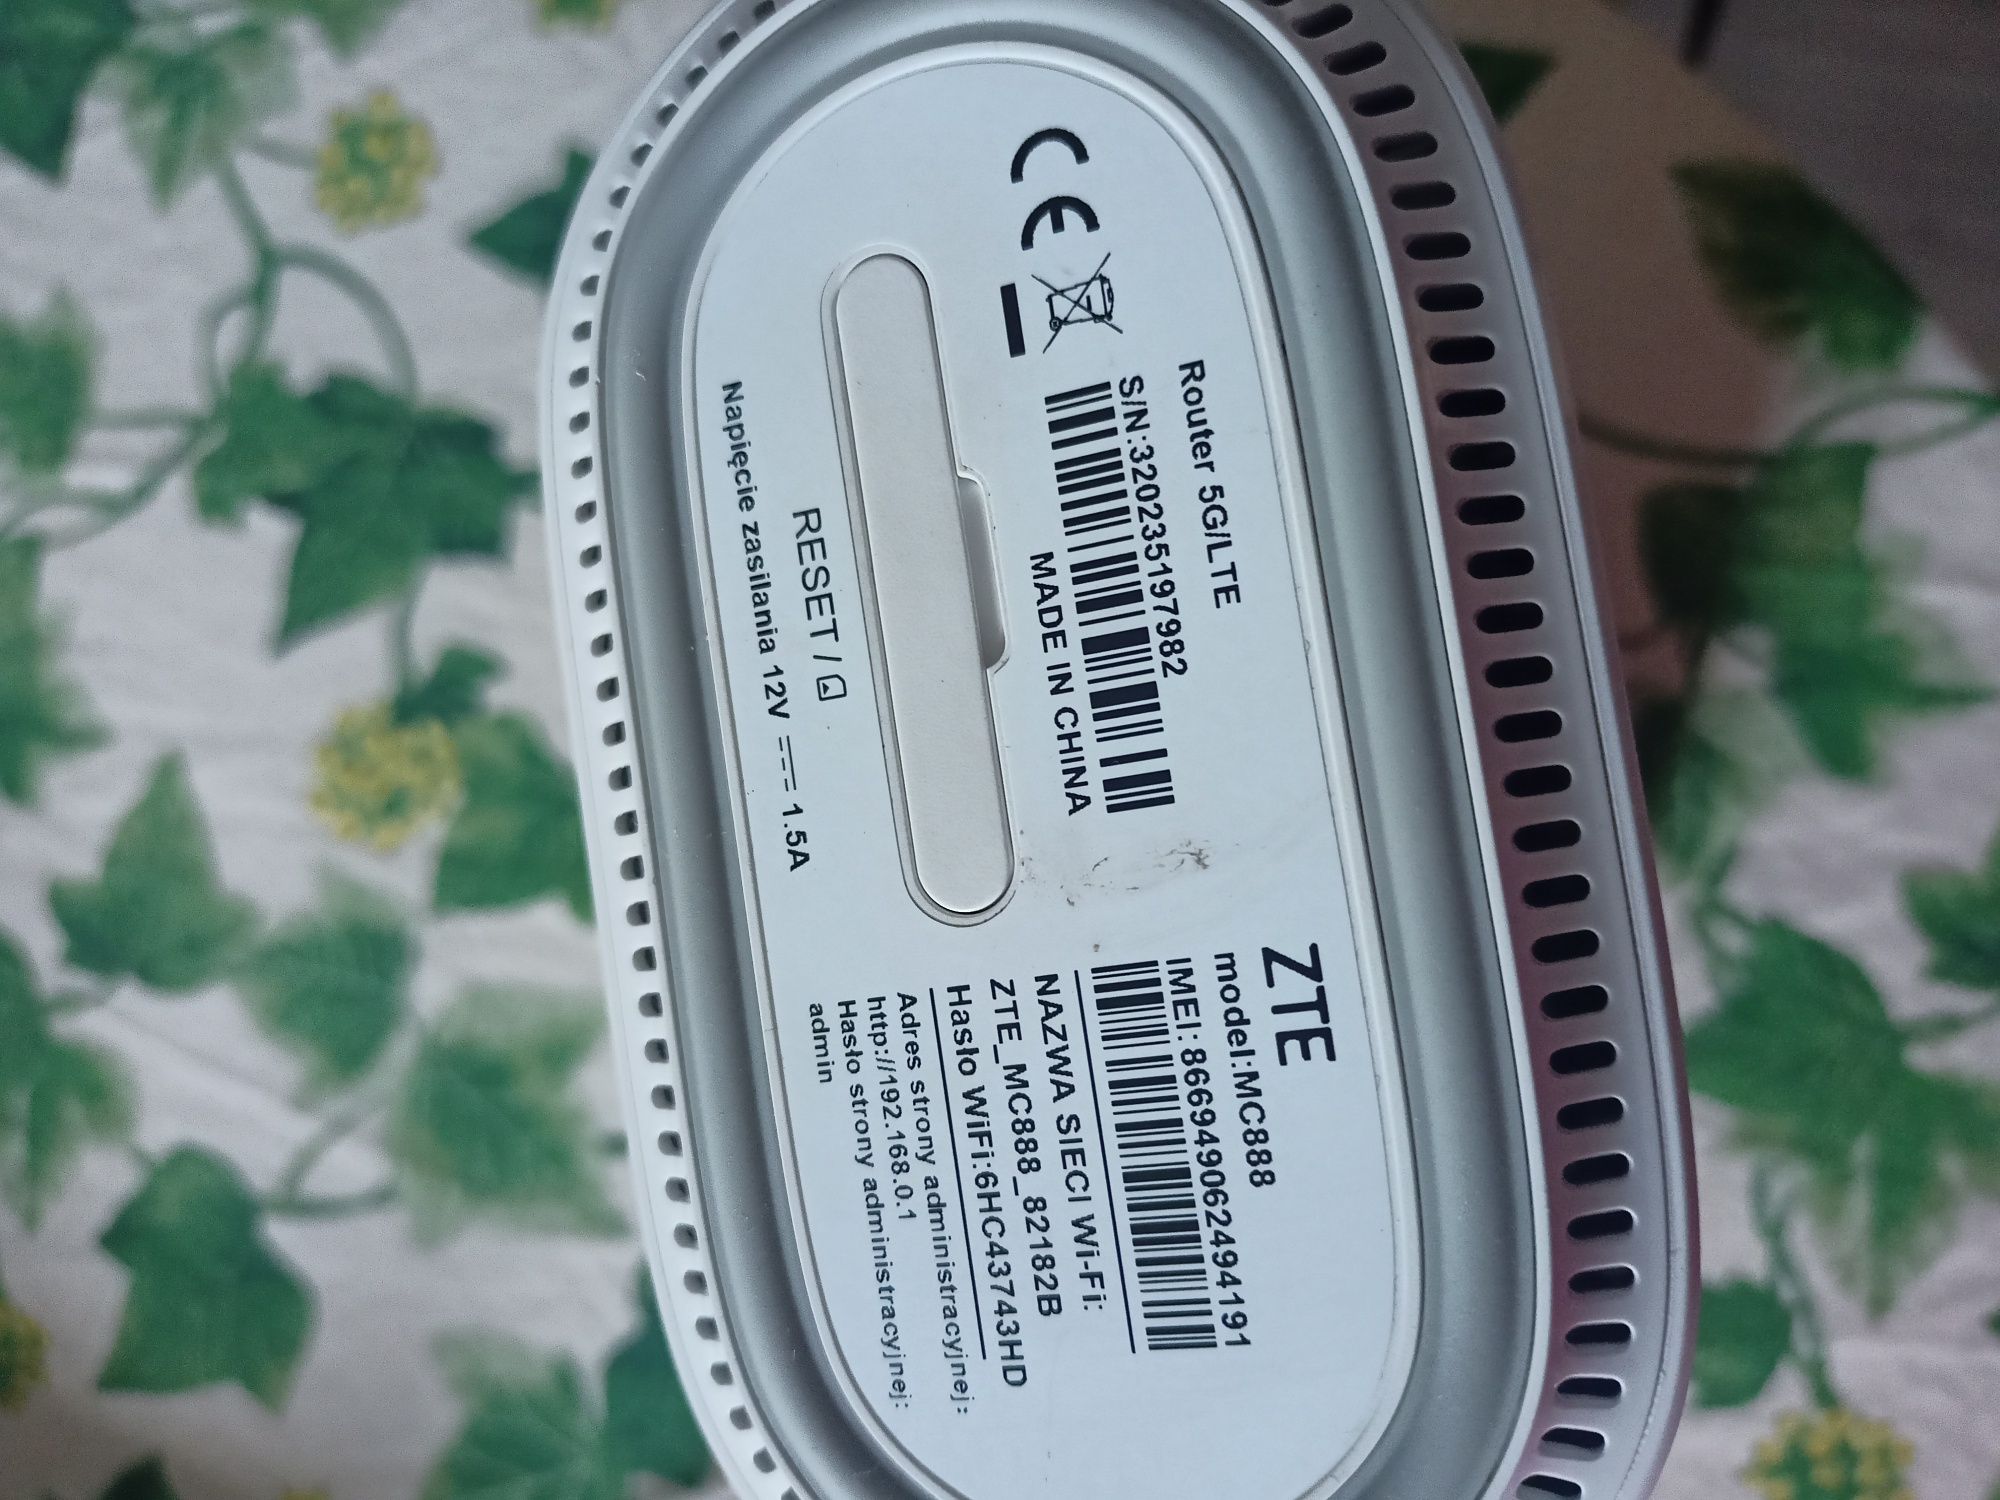 Router 5G/LTE
S/N:320235197982
MADE IN CHINA
CE
RESET /
Napięcie zasilania 12V ⎓ 1.5A
ZTE
model:MC888
IMEI:866949062494191
NAZWA SIECI Wi-Fi:
ZTE_MC888_82182B
Hasło WiFi:6HC43743HD
Adres strony administracyjnej:
http://192.168.0.1
Hasło strony administracyjnej:
admin